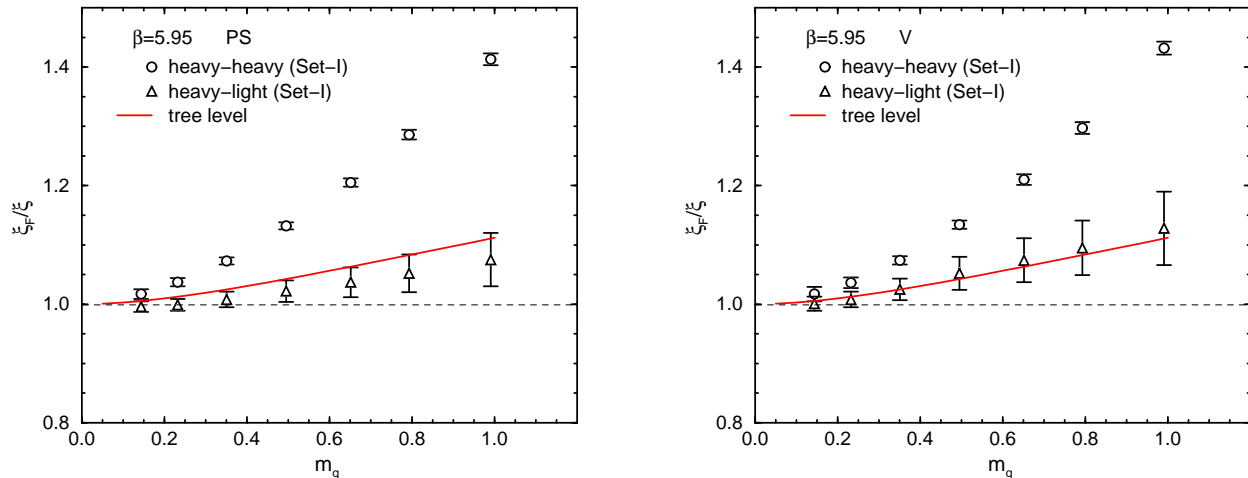 β=5.95 PS
heavy−heavy (Set−I)
heavy−light (Set−I)
tree level
ξF/ξ
1.4
1.2
1.0
0.8
0.0 0.2 0.4 0.6 0.8 1.0
mq
β=5.95 V
heavy−heavy (Set−I)
heavy−light (Set−I)
tree level
ξF/ξ
1.4
1.2
1.0
0.8
0.0 0.2 0.4 0.6 0.8 1.0
mq